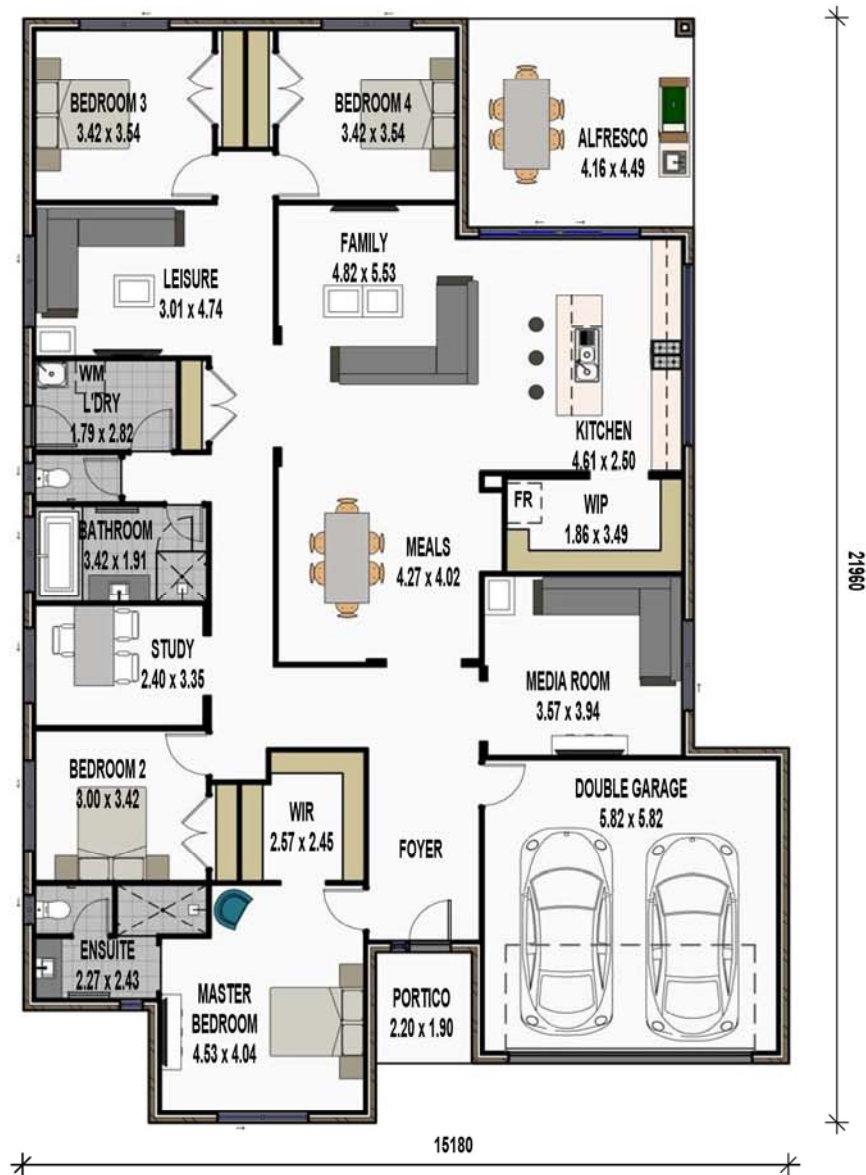 BEDROOM 3
3.42 x 3.54
BEDROOM 4
3.42 x 3.54
ALFRESCO
4.16 x 4.49
LEISURE
3.01 x 4.74
FAMILY
4.82 x 5.53
WM
L'DRY
1.79 x 2.82
KITCHEN
4.61 x 2.50
FR
WIP
1.86 x 3.49
BATHROOM
3.42 x 1.91
MEALS
4.27 x 4.02
21960
STUDY
2.40 x 3.35
MEDIA ROOM
3.57 x 3.94
BEDROOM 2
3.00 x 3.42
WIR
2.57 x 2.45
FOYER
DOUBLE GARAGE
5.82 x 5.82
ENSUITE
2.27 x 2.43
MASTER
BEDROOM
4.53 x 4.04
PORTICO
2.20 x 1.90
15180